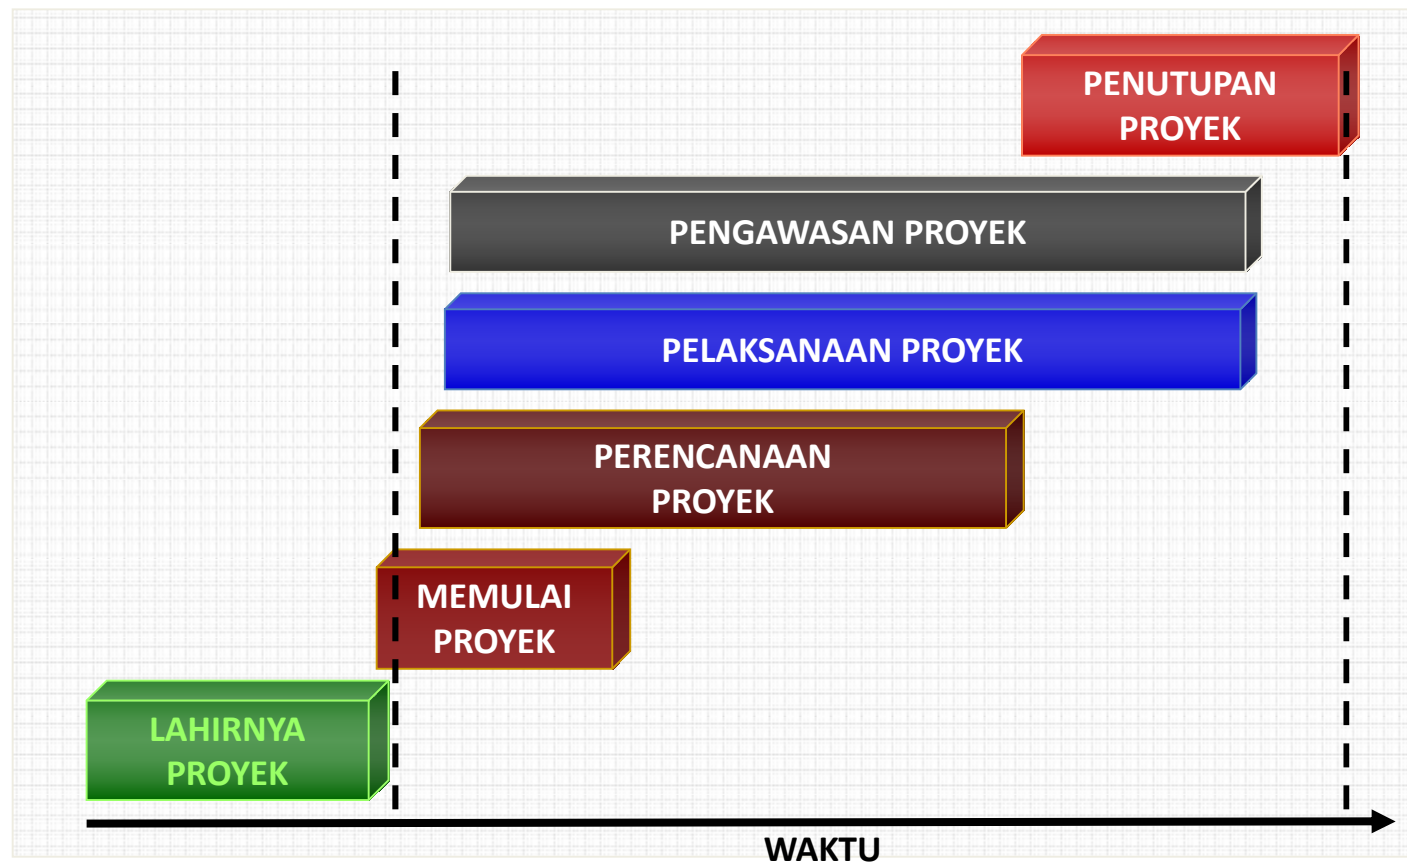 PENUTUPAN
PROYEK
PENGAWASAN PROYEK
PELAKSANAAN PROYEK
PERENCANAAN
PROYEK
MEMULAI
PROYEK
LAHIRNYA
PROYEK
WAKTU